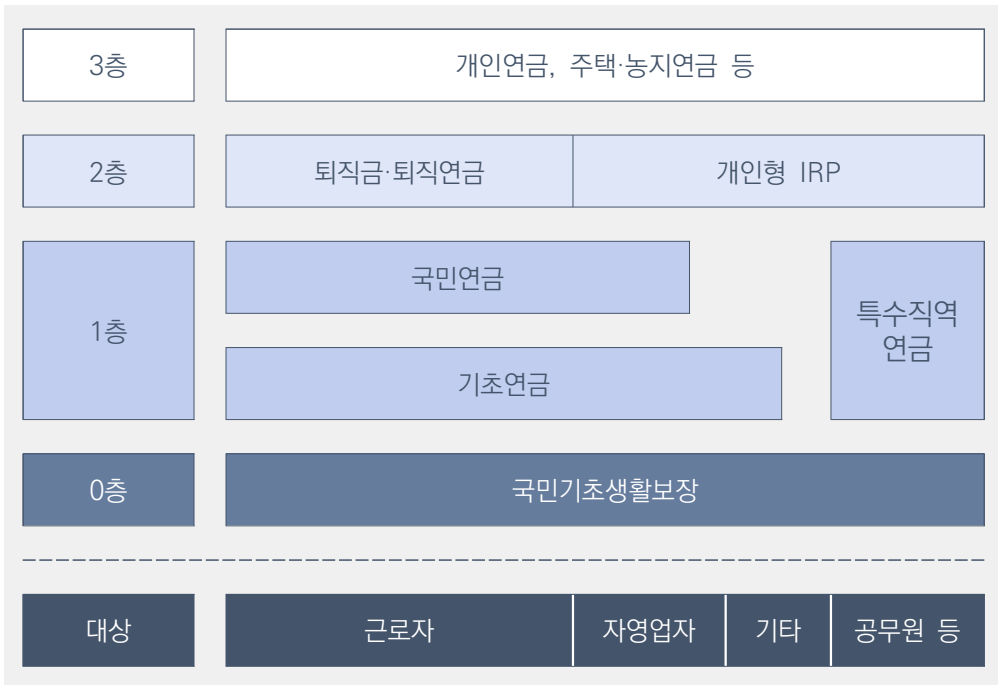 3층
개인연금, 주택·농지연금 등
2층
퇴직금·퇴직연금
개인형 IRP
1층
국민연금
기초연금
특수직역
연금
0층
국민기초생활보장
대상
근로자
자영업자
기타
공무원 등